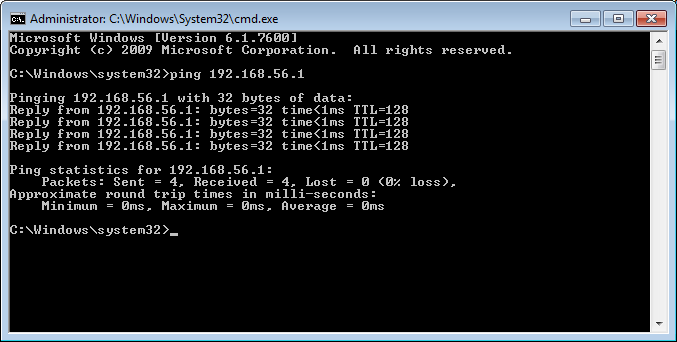 Administrator: C:\Windows\System32\cmd.exe
Microsoft Windows [Version 6.1.7600]
Copyright (c) 2009 Microsoft Corporation.  All rights reserved.
C:\Windows\system32>ping 192.168.56.1
Pinging 192.168.56.1 with 32 bytes of data:
Reply from 192.168.56.1: bytes=32 time<1ms TTL=128
Reply from 192.168.56.1: bytes=32 time<1ms TTL=128
Reply from 192.168.56.1: bytes=32 time<1ms TTL=128
Reply from 192.168.56.1: bytes=32 time<1ms TTL=128
Ping statistics for 192.168.56.1:
    Packets: Sent = 4, Received = 4, Lost = 0 (0% loss),
Approximate round trip times in milli-seconds:
    Minimum = 0ms, Maximum = 0ms, Average = 0ms
C:\Windows\system32>_